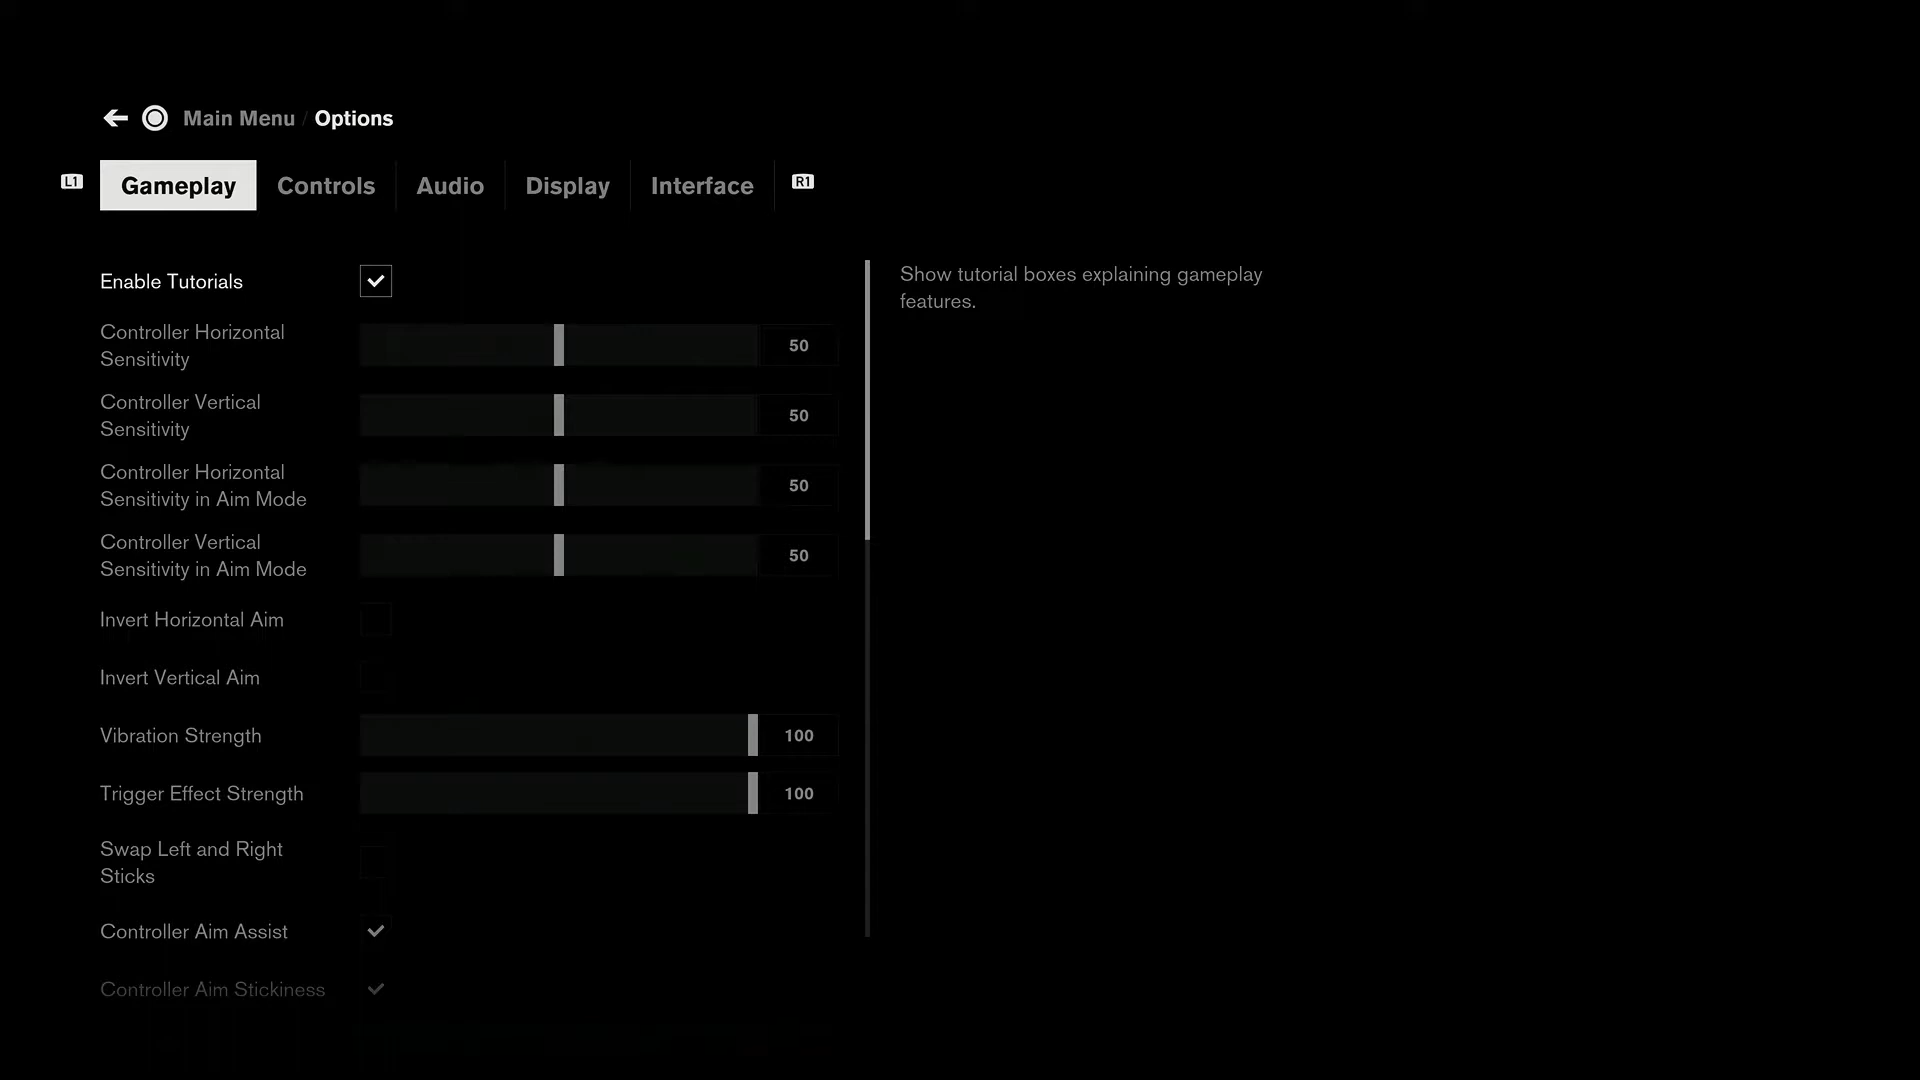 Main Menu / Options
L1 Gameplay Controls Audio Display Interface R1
Enable Tutorials
Controller Horizontal
Sensitivity
50
Controller Vertical
Sensitivity
50
Controller Horizontal
Sensitivity in Aim Mode
50
Controller Vertical
Sensitivity in Aim Mode
50
Invert Horizontal Aim
Invert Vertical Aim
Vibration Strength 100
Trigger Effect Strength 100
Swap Left and Right
Sticks
Controller Aim Assist
Controller Aim Stickiness
Show tutorial boxes explaining gameplay
features.